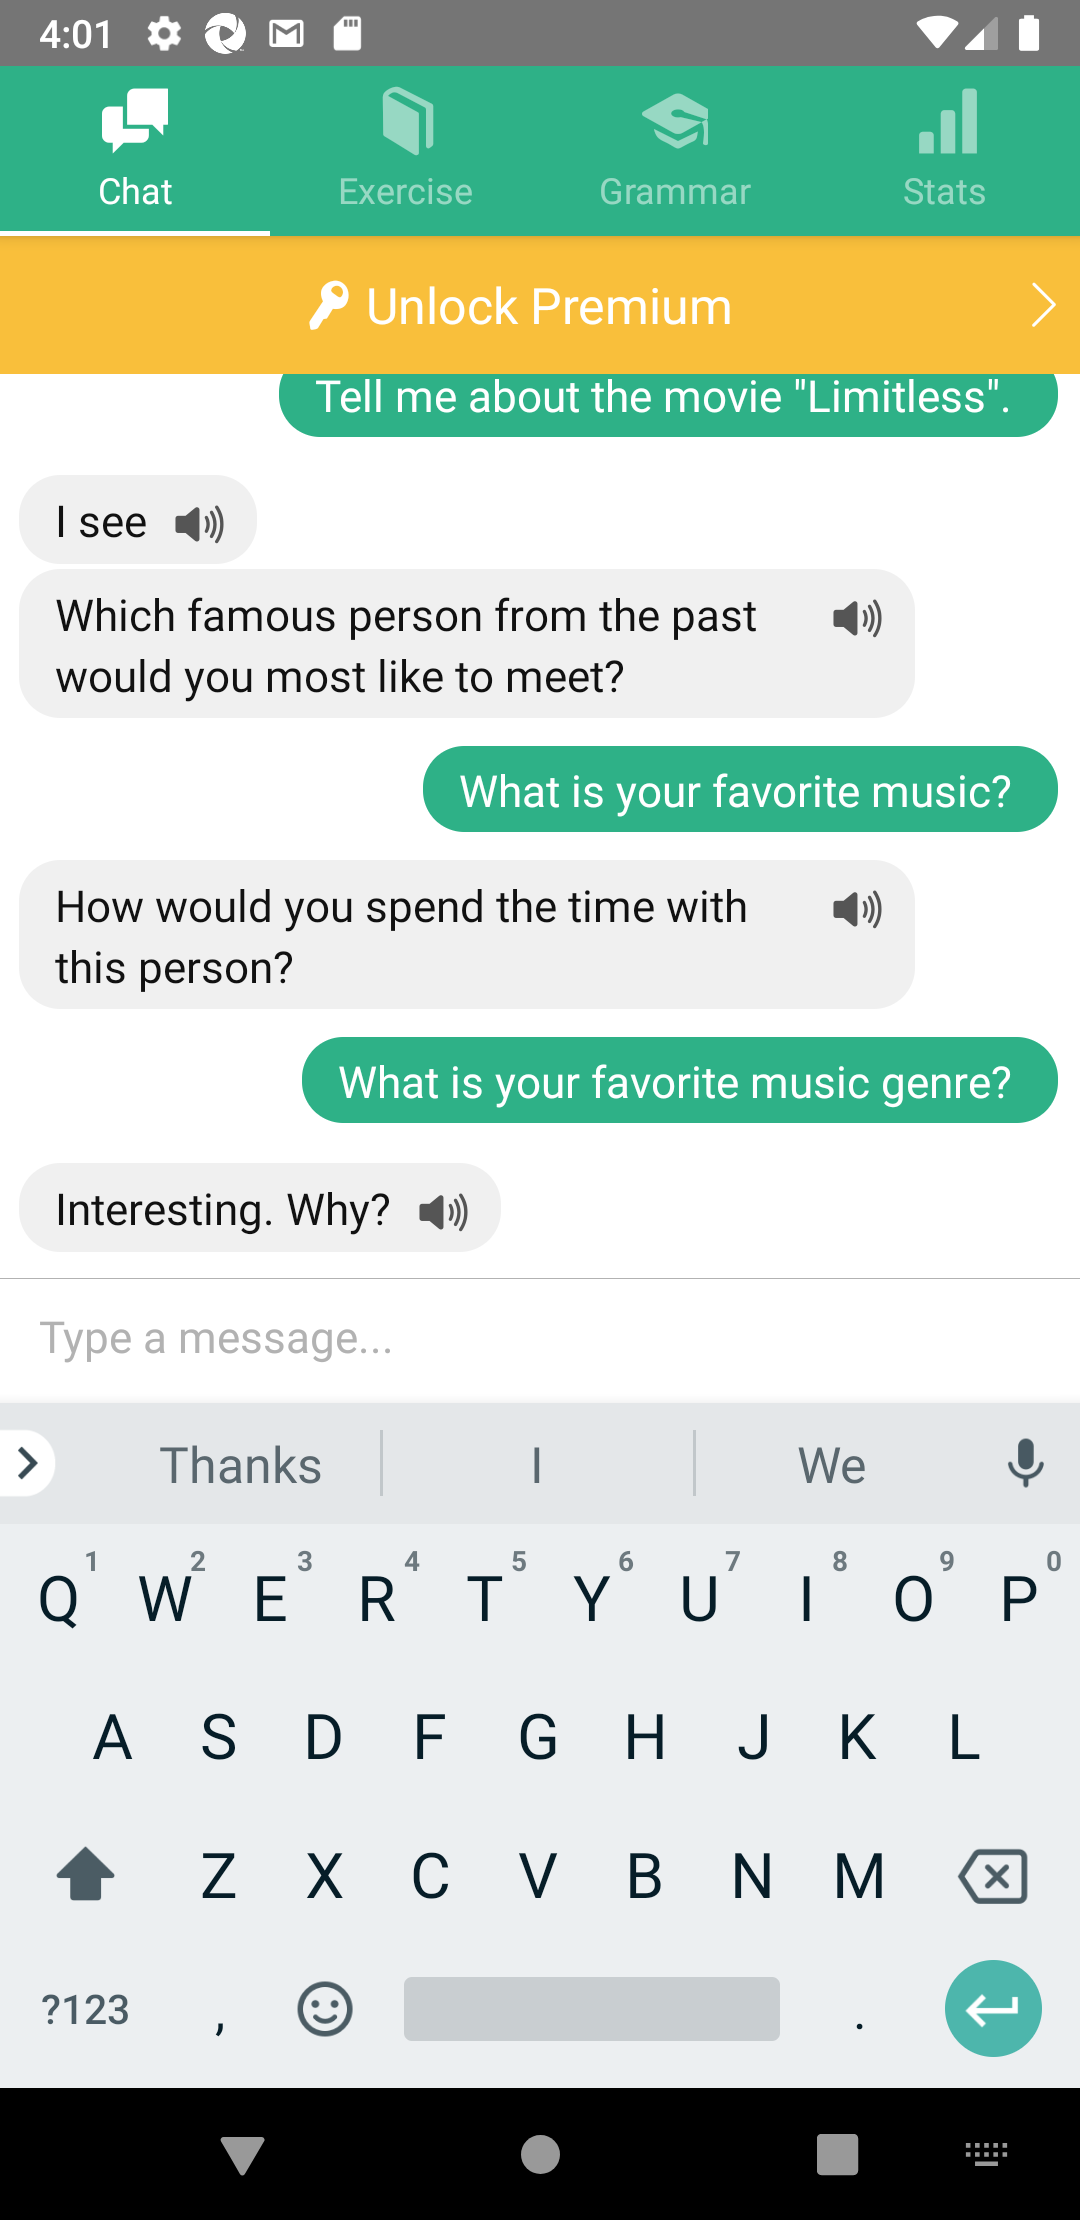 4:01
Chat
Exercise
Grammar
Stats
Unlock Premium
Tell me about the movie "Limitless".
I see
Which famous person from the past
would you most like to meet?
What is your favorite music?
How would you spend the time with
this person?
What is your favorite music genre?
Interesting. Why?
Type a message...
Thanks
I
We
Q 1 W 2 E 3 R 4 T 5 Y 6 U 7 I 8 O 9 P 0
A S D F G H J K L
Z X C V B N M
?123 , .